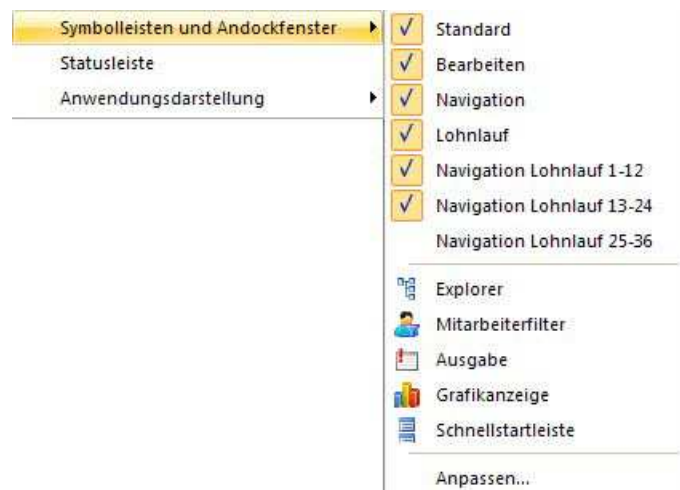 Symbolleisten und Andockfenster
Statusleiste
Anwendungsdarstellung
Standard
Bearbeiten
Navigation
Lohnlauf
Navigation Lohnlauf 1-12
Navigation Lohnlauf 13-24
Navigation Lohnlauf 25-36
Explorer
Mitarbeiterfilter
Ausgabe
Grafikanzeige
Schnellstartleiste
Anpassen...